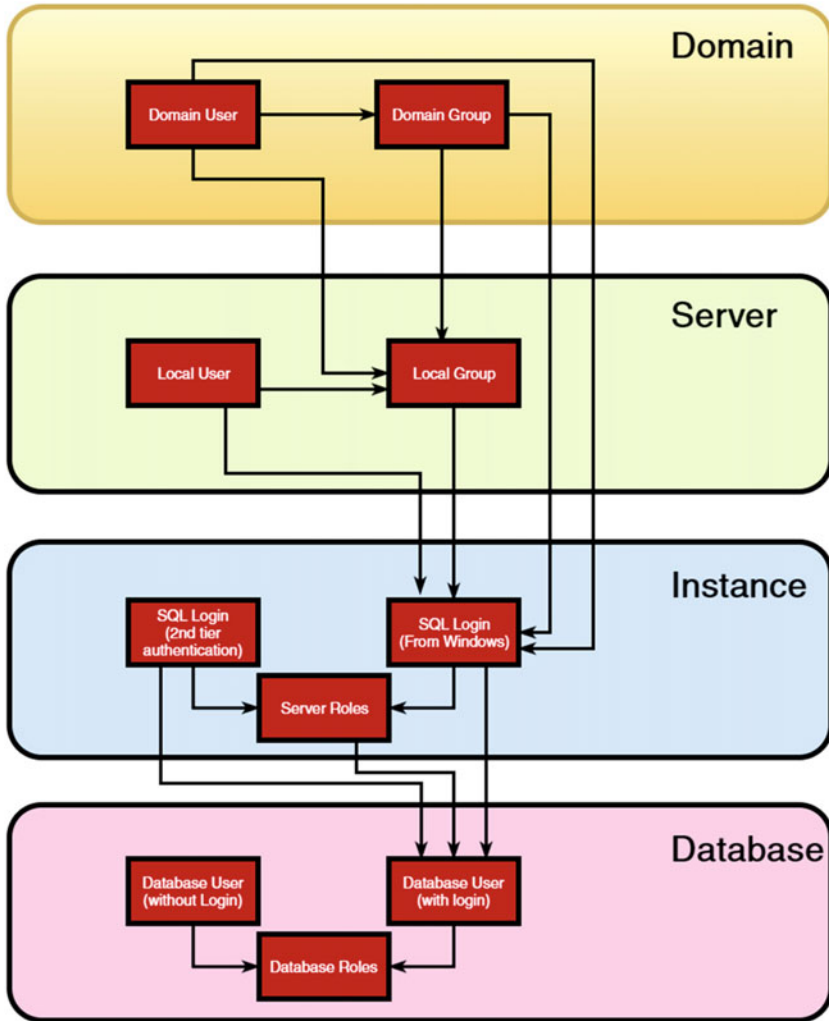 Domain
Domain User
Domain Group
Server
Local User
Local Group
Instance
SQL Login
(2nd tier
authentication)
SQL Login
(From Windows)
Server Roles
Database
Database User
(without Login)
Database User
(with login)
Database Roles